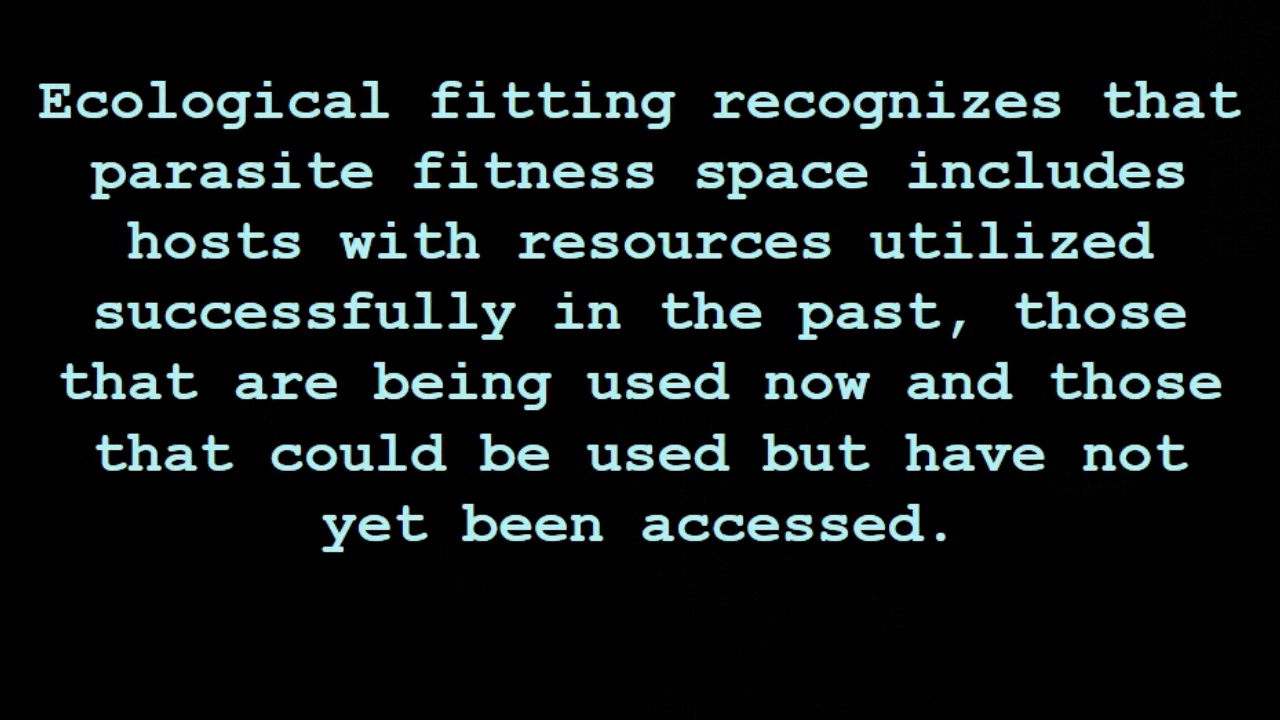 Ecological fitting recognizes that
parasite fitness space includes
hosts with resources utilized
successfully in the past, those
that are being used now and those
that could be used but have not
yet been accessed.